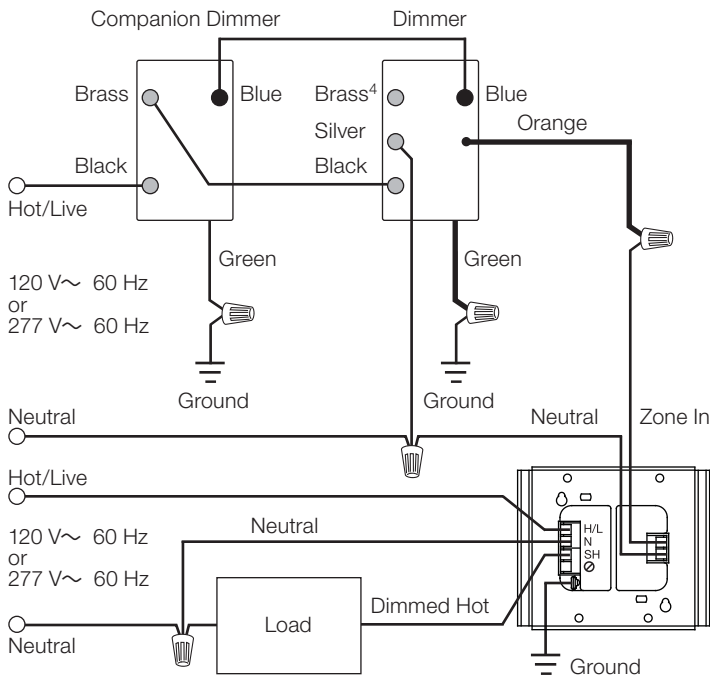 Companion Dimmer
Dimmer
Brass
Blue
Brass4
Blue
Silver
Orange
Black
Black
Hot/Live
Green
Green
120 V～ 60 Hz
or
277 V～ 60 Hz
Ground
Ground
Neutral
Neutral
Zone In
Hot/Live
Neutral
H/L
N
SH
120 V～ 60 Hz
or
277 V～ 60 Hz
Load
Dimmed Hot
Neutral
Ground